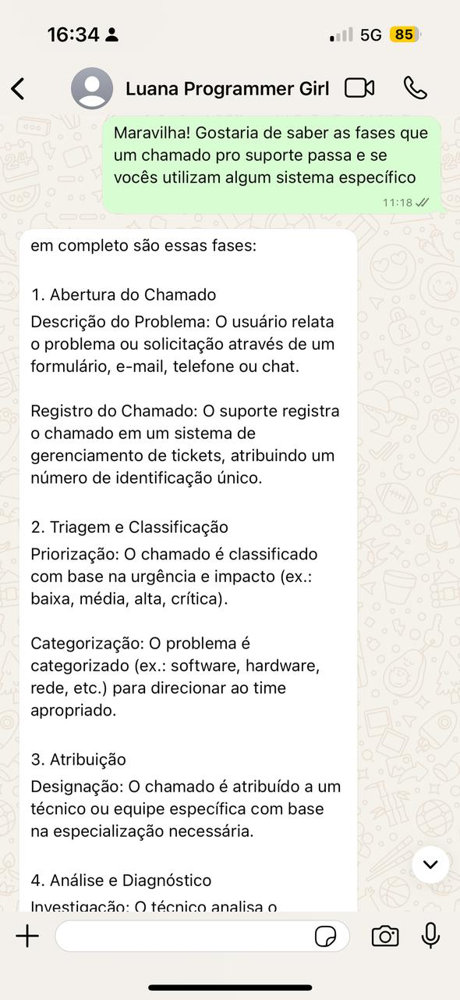 16:34
5G
85
Luana Programmer Girl
Maravilha! Gostaria de saber as fases que
um chamado pro suporte passa e se
vocês utilizam algum sistema específico
11:18
em completo são essas fases:
1. Abertura do Chamado
Descrição do Problema: O usuário relata
o problema ou solicitação através de um
formulário, e-mail, telefone ou chat.
Registro do Chamado: O suporte registra
o chamado em um sistema de
gerenciamento de tickets, atribuindo um
número de identificação único.
2. Triagem e Classificação
Priorização: O chamado é classificado
com base na urgência e impacto (ex.:
baixa, média, alta, crítica).
Categorização: O problema é
categorizado (ex.: software, hardware,
rede, etc.) para direcionar ao time
apropriado.
3. Atribuição
Designação: O chamado é atribuído a um
técnico ou equipe específica com base
na especialização necessária.
4. Análise e Diagnóstico
Investigação: O técnico analisa o